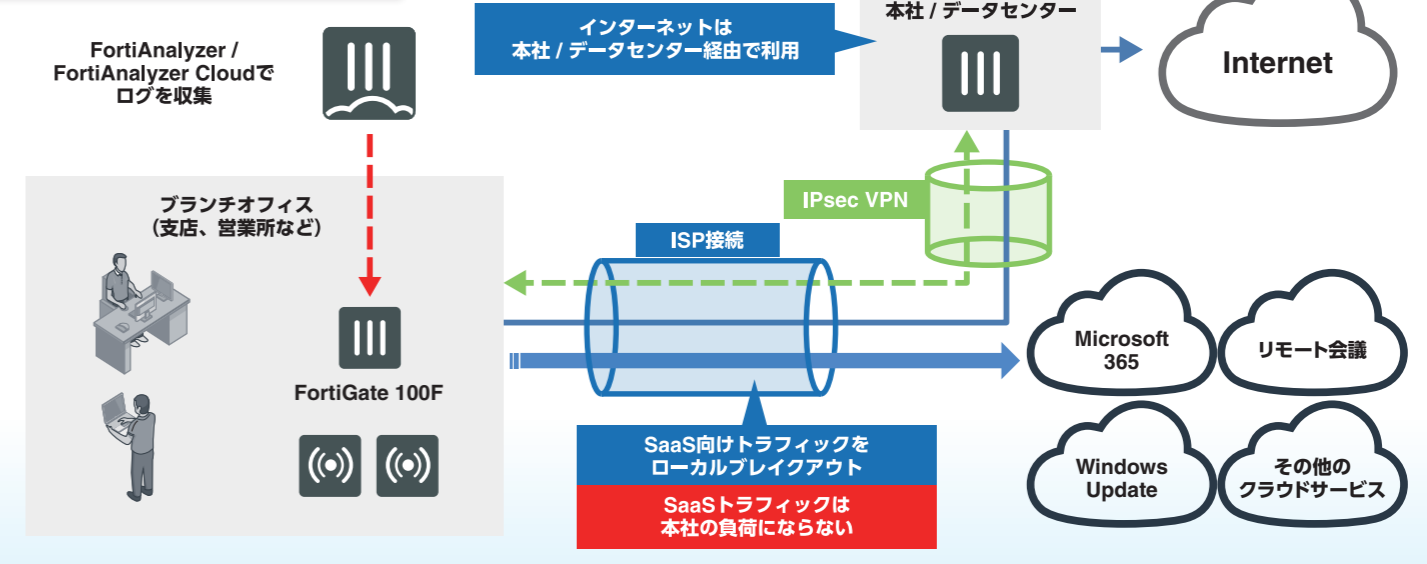 本社 / データセンター
インターネットは
本社 / データセンター経由で利用
FortiAnalyzer /
FortiAnalyzer Cloudで
ログを収集
Internet
ブランチオフィス
（支店、営業所など）
IPsec VPN
ISP接続
FortiGate 100F
Microsoft
365
リモート会議
SaaS向けトラフィックを
ローカルブレイクアウト
SaaSトラフィックは
本社の負荷にならない
Windows
Update
その他の
クラウドサービス